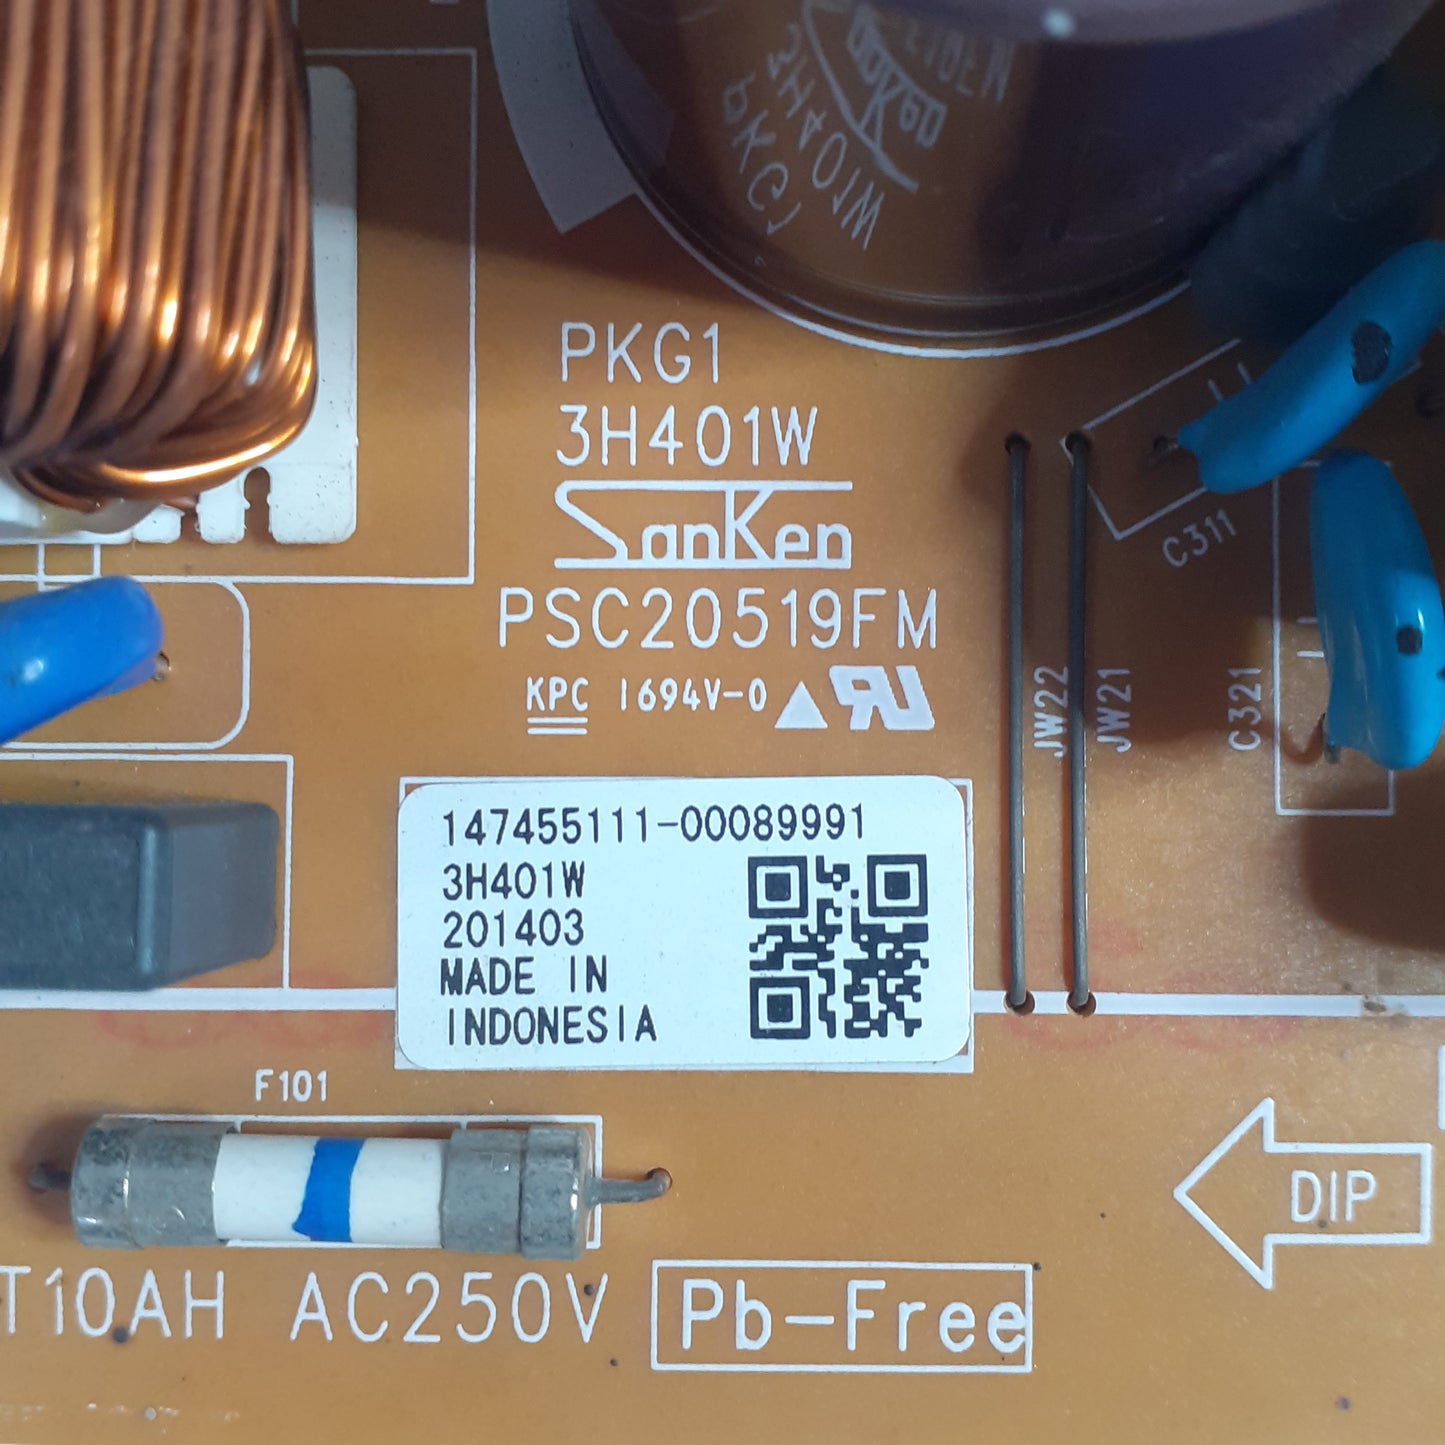 PKG1
3H401W
SanKen
PSC20519FM
KPC 1694V-0
C311
JW22
JW21
C321
147455111-00089991
3H401W
201403
MADE IN
INDONESIA
F101
DIP
T10AH AC250V
Pb-Free